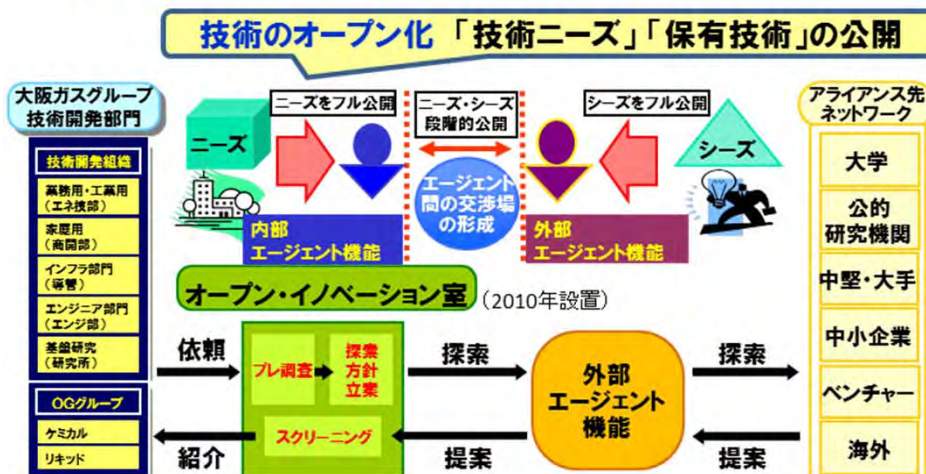 技術のオープン化 「技術ニーズ」「保有技術」の公開
大阪ガスグループ
技術開発部門
技術開発組織
業務用・工業用
(エネ技部)
家庭用
(商開部)
インフラ部門
(導管)
エンジニア部門
(エンジ部)
基盤研究
(研究所)
OGグループ
ケミカル
リキッド
ニーズ
ニーズをフル公開
ニーズ・シーズ
段階的公開
シーズをフル公開
シーズ
エージェント
間の交渉場
の形成
内部
エージェント機能
外部
エージェント機能
オープン・イノベーション室
(2010年設置)
依頼
プレ調査
探索
方針
立案
スクリーニング
紹介
探索
提案
外部
エージェント
機能
探索
提案
アライアンス先
ネットワーク
大学
公的
研究機関
中堅・大手
中小企業
ベンチャー
海外